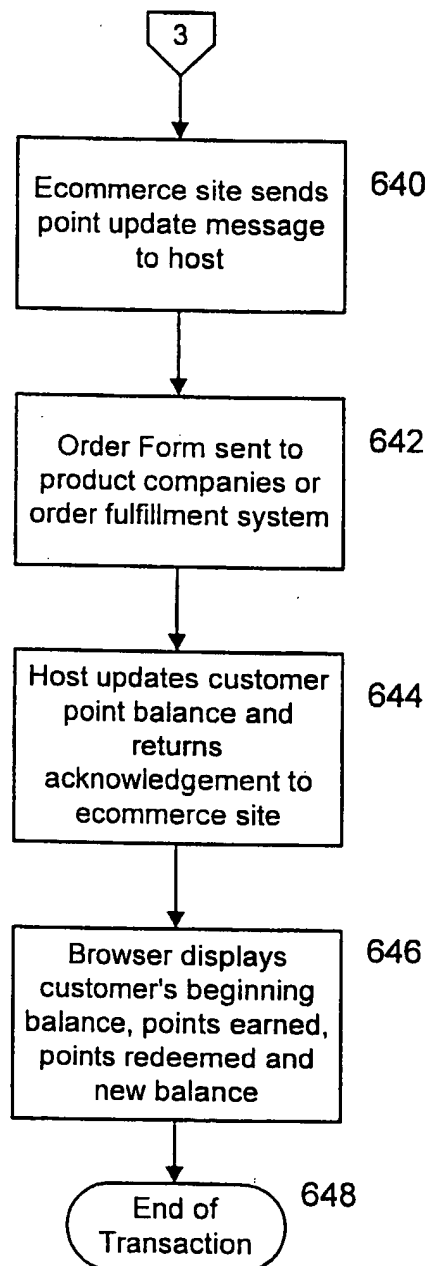 3
Ecommerce site sends
point update message
to host
640
Order Form sent to
product companies or
order fulfillment system
642
Host updates customer
point balance and
returns
acknowledgement to
ecommerce site
644
Browser displays
customer's beginning
balance, points earned,
points redeemed and
new balance
646
End of
Transaction
648